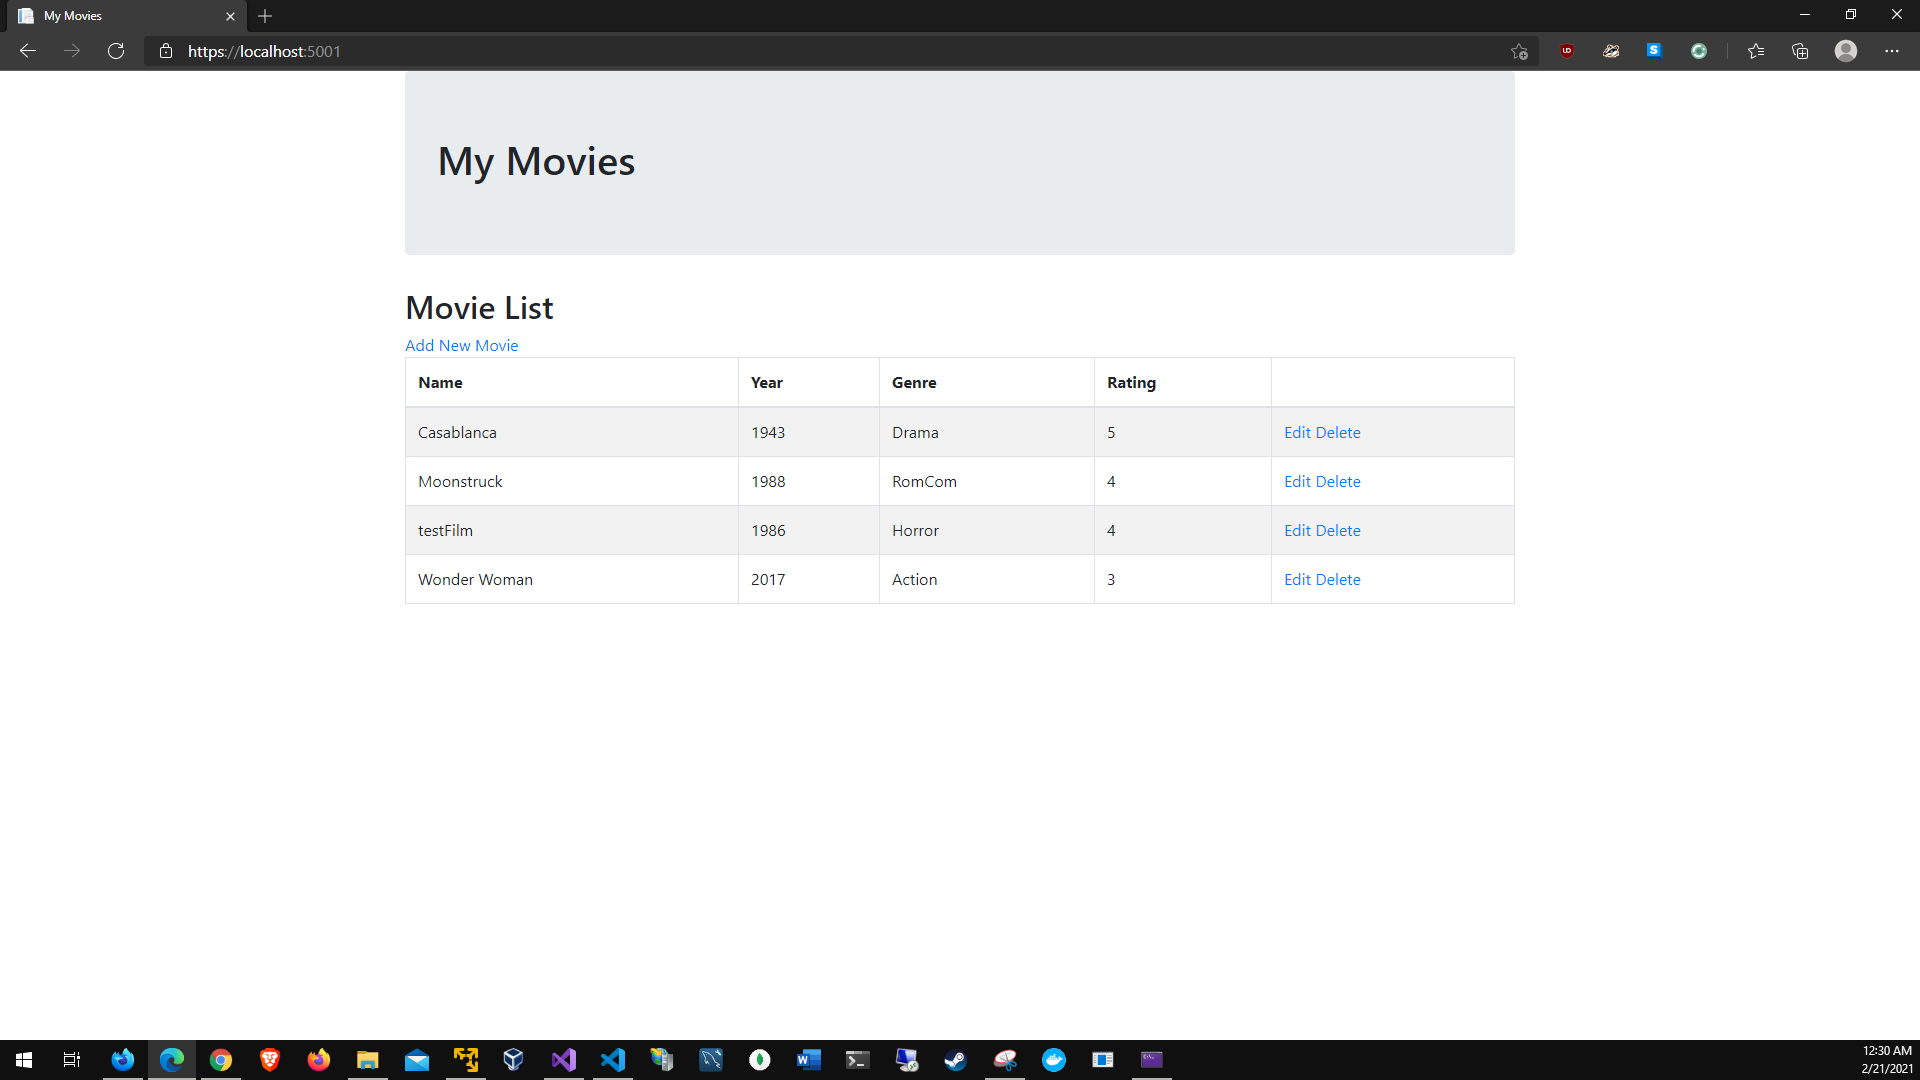 My Movies
https://localhost:5001
My Movies
Movie List
Add New Movie
Name Year Genre Rating
Casablanca 1943 Drama 5 Edit Delete
Moonstruck 1988 RomCom 4 Edit Delete
testFilm 1986 Horror 4 Edit Delete
Wonder Woman 2017 Action 3 Edit Delete
12:30 AM
2/21/2021